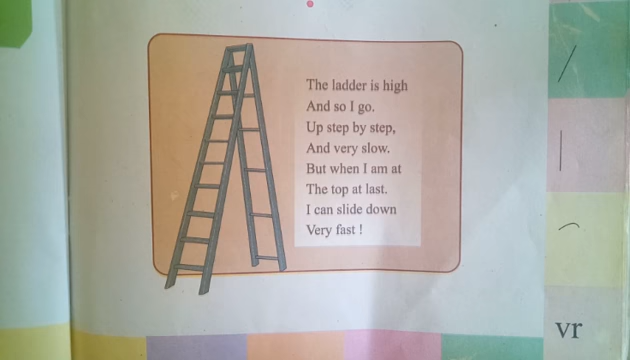 The ladder is high
And so I go.
Up step by step,
And very slow.
But when I am at
The top at last.
I can slide down
Very fast !
vr